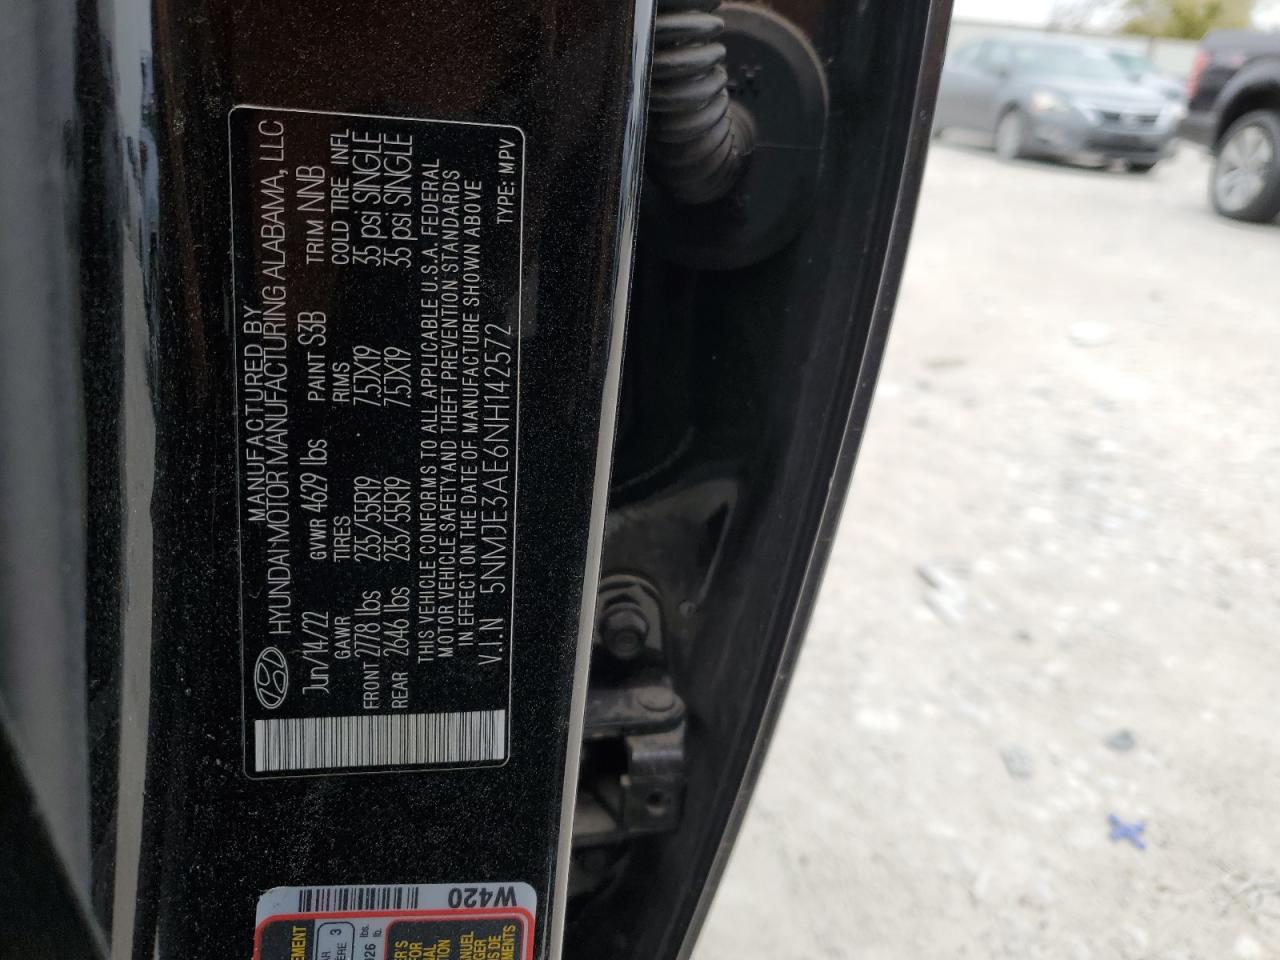 MANUFACTURED BY
HYUNDAI MOTOR MANUFACTURING ALABAMA, LLC
Jun/14/22 GVWR 4629 lbs PAINT S3B TRIM NNB
GAWR TIRES RIMS COLD TIRE INFL
FRONT 2778 lbs 235/55R19 7.5JX19 35 psi SINGLE
REAR 2646 lbs 235/55R19 7.5JX19 35 psi SINGLE
THIS VEHICLE CONFORMS TO ALL APPLICABLE U.S.A. FEDERAL
MOTOR VEHICLE SAFETY AND THEFT PREVENTION STANDARDS
IN EFFECT ON THE DATE OF MANUFACTURE SHOWN ABOVE
V.I.N 5NMJE3AE6NH142572 TYPE: MPV
W420